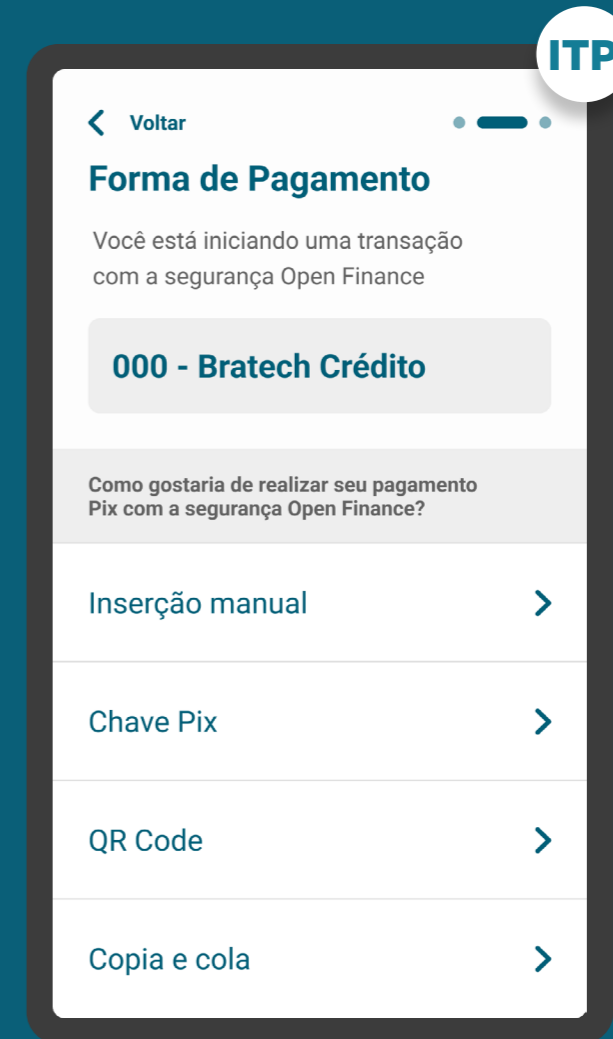 ITP
Voltar
Forma de Pagamento
Você está iniciando uma transação
com a segurança Open Finance
000 - Bratech Crédito
Como gostaria de realizar seu pagamento
Pix com a segurança Open Finance?
Inserção manual
Chave Pix
QR Code
Copia e cola